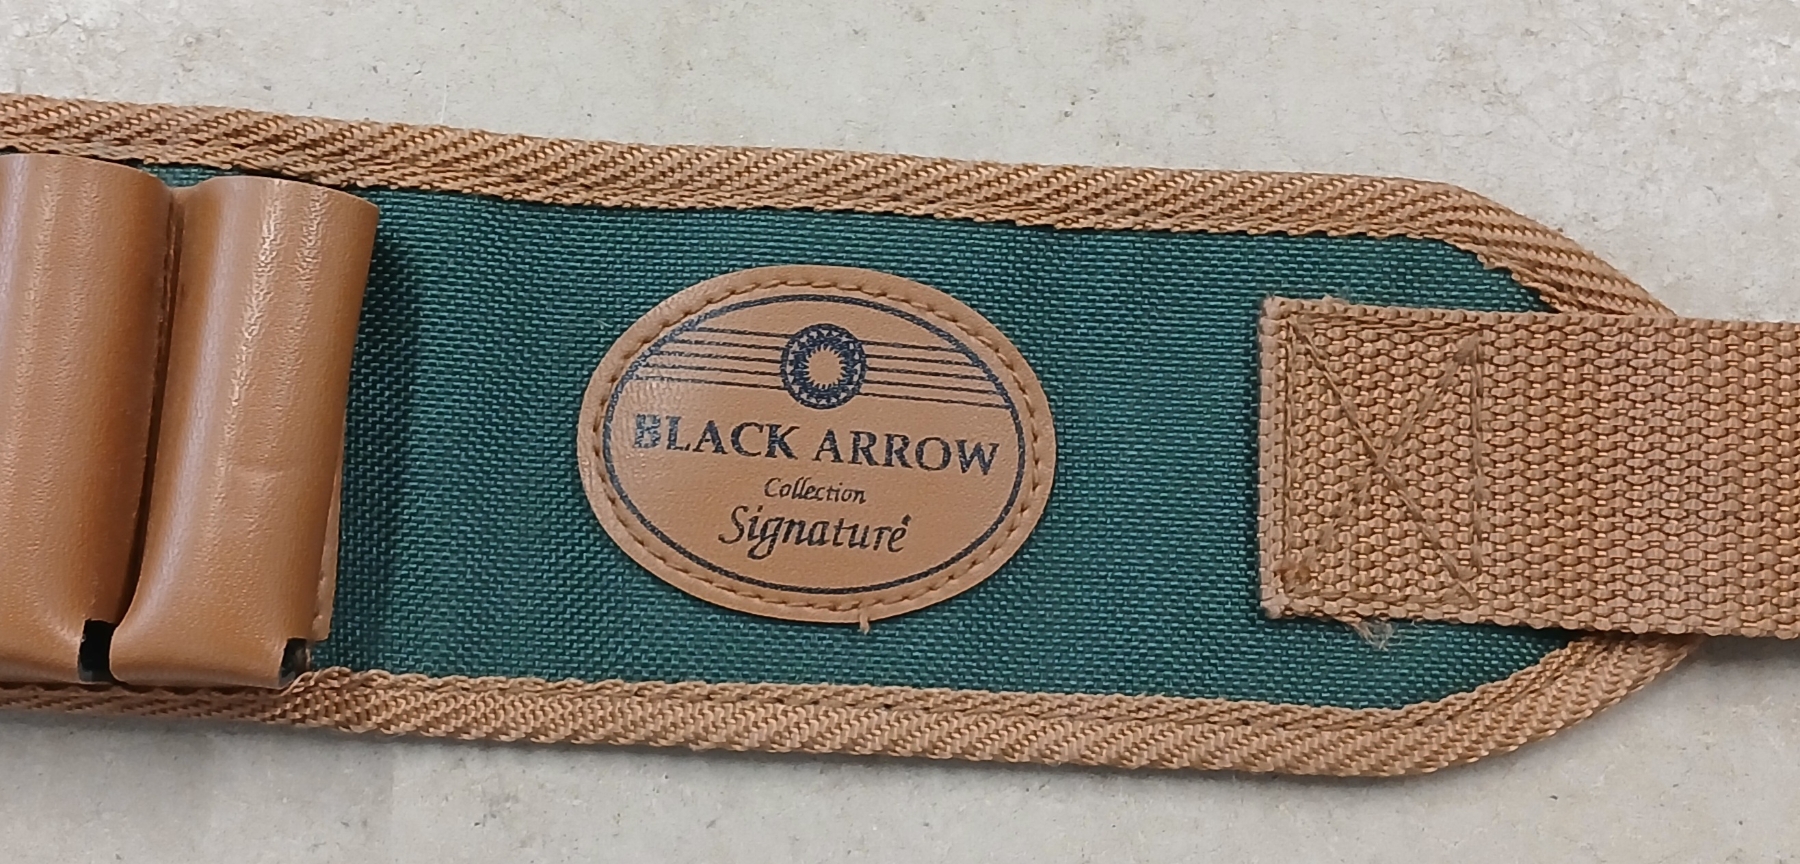 BLACK ARROW
Collection
Signaturé